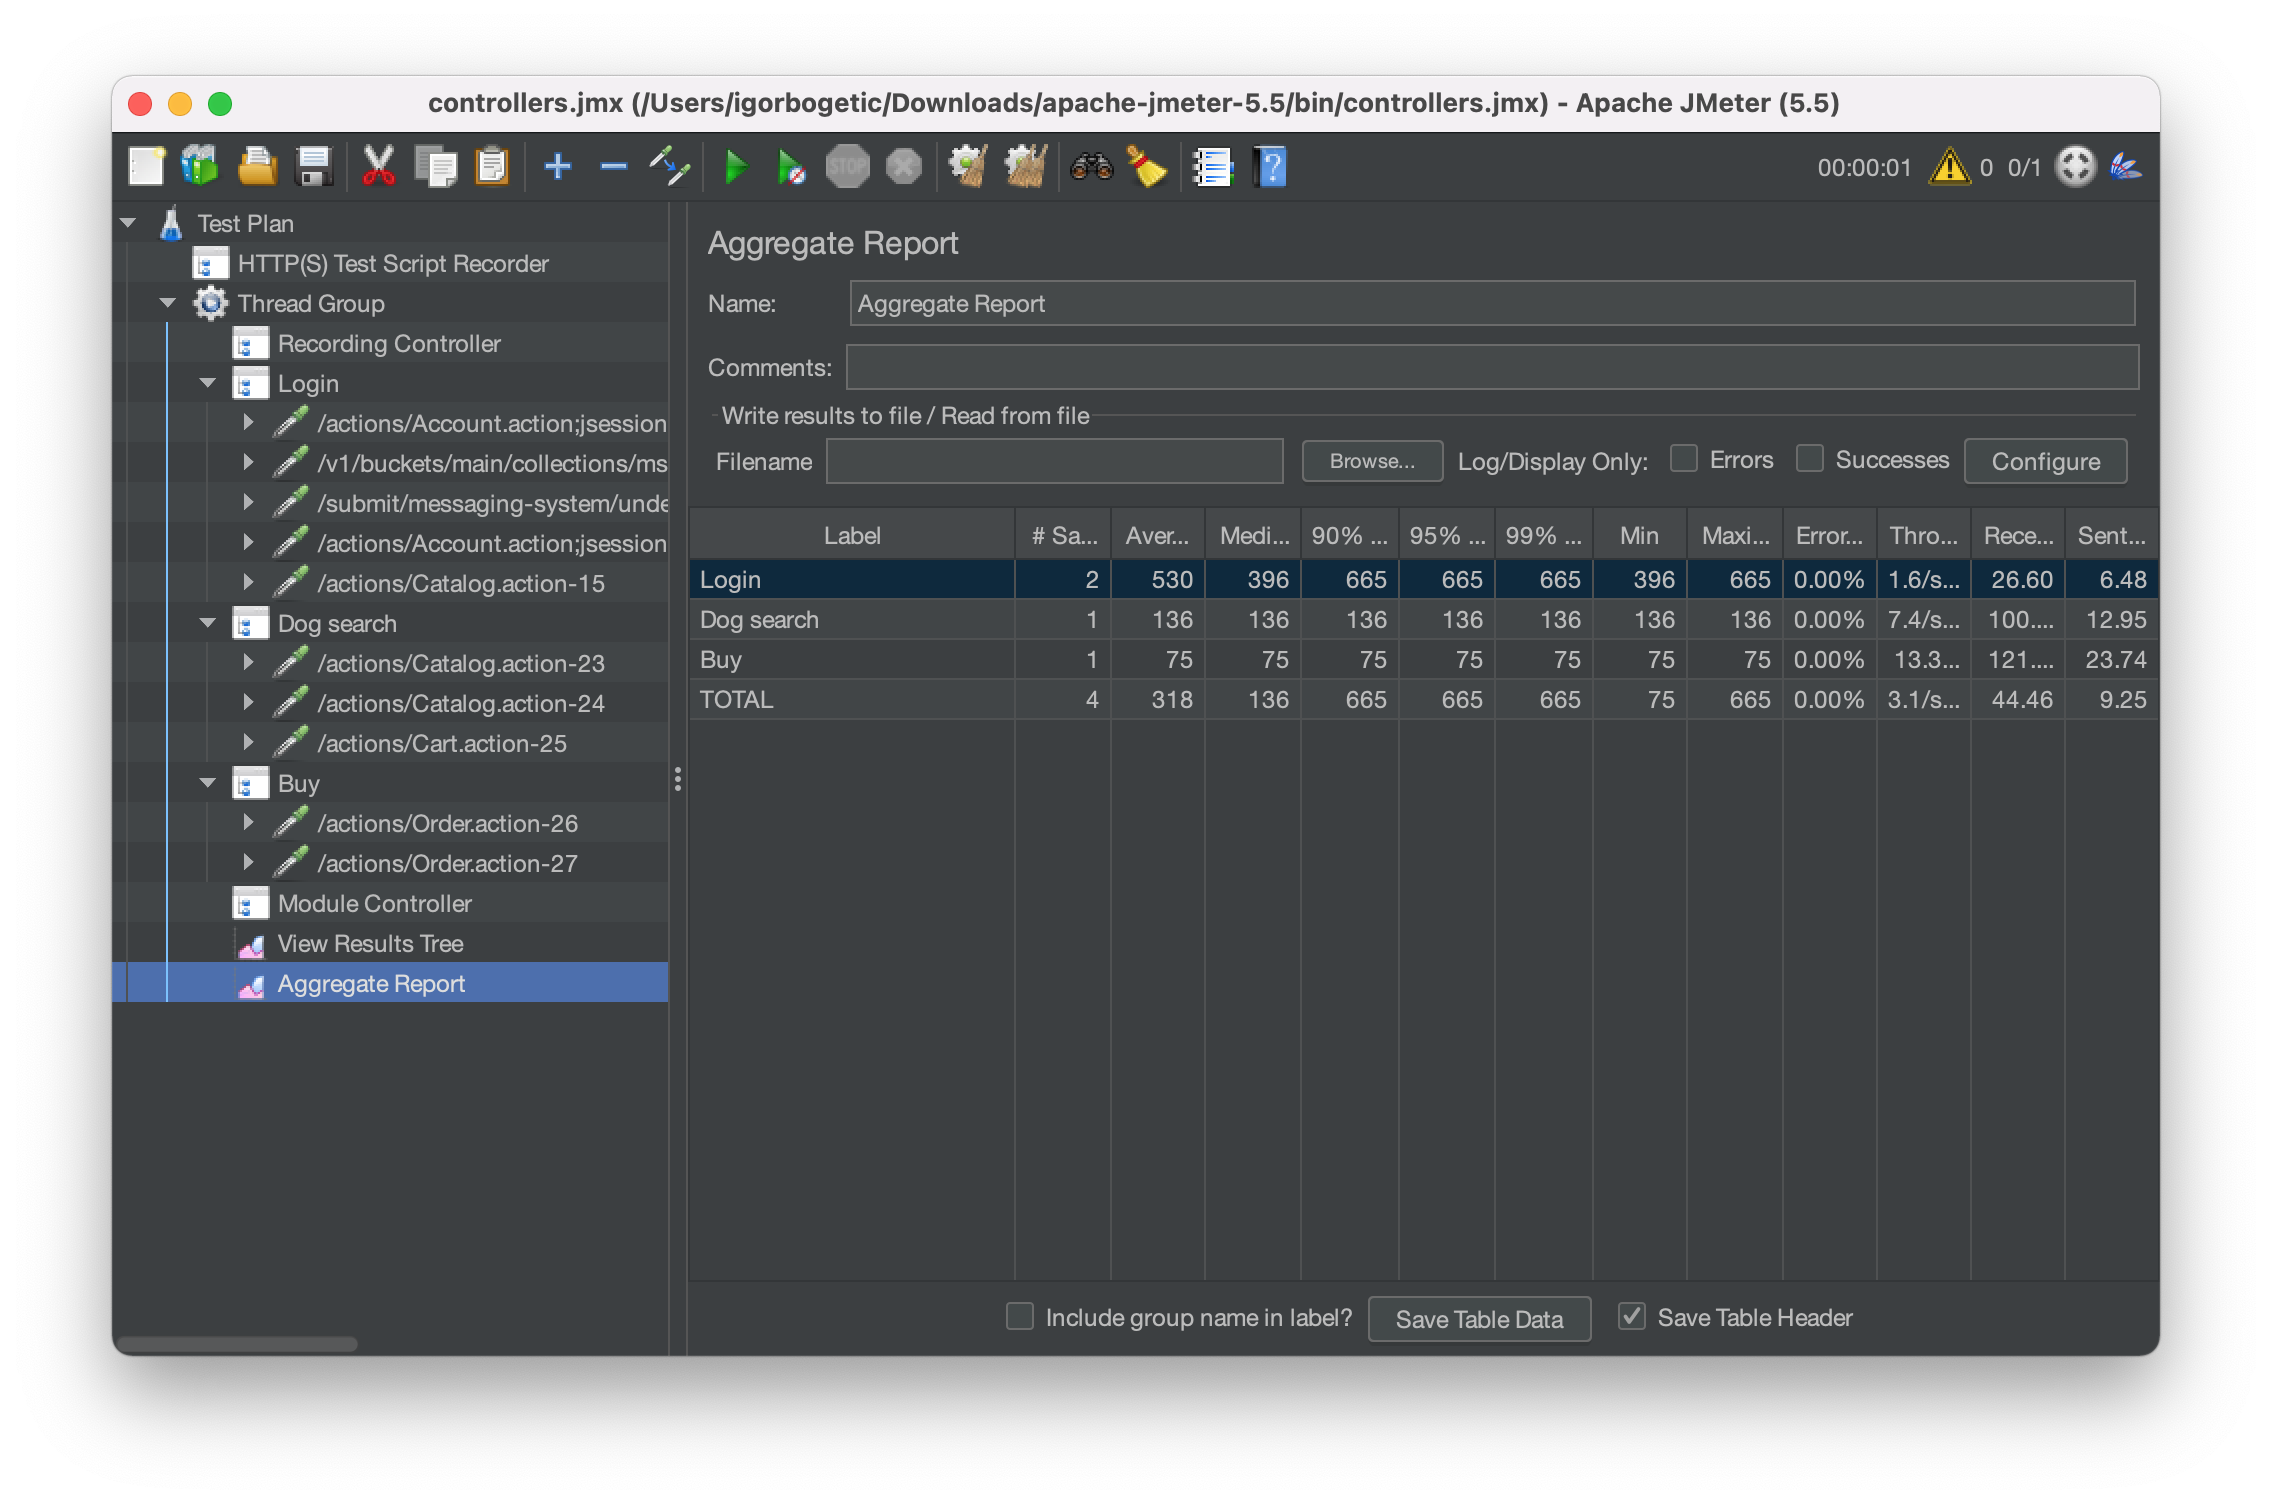 controllers.jmx (/Users/igorbogetic/Downloads/apache-jmeter-5.5/bin/controllers.jmx) - Apache JMeter (5.5)
STOP
?
00:00:01 0 0/1
Test Plan
HTTP(S) Test Script Recorder
Thread Group
Recording Controller
Login
/actions/Account.action;jsession
/v1/buckets/main/collections/ms
/submit/messaging-system/unde
/actions/Account.action;jsession
/actions/Catalog.action-15
Dog search
/actions/Catalog.action-23
/actions/Catalog.action-24
/actions/Cart.action-25
Buy
/actions/Order.action-26
/actions/Order.action-27
Module Controller
View Results Tree
Aggregate Report
Aggregate Report
Name: Aggregate Report
Comments:
Write results to file / Read from file
Filename Browse... Log/Display Only: Errors Successes Configure
Label # Sa... Aver... Medi... 90% ... 95% ... 99% ... Min Maxi... Error... Thro... Rece... Sent...
Login 2 530 396 665 665 665 396 665 0.00% 1.6/s... 26.60 6.48
Dog search 1 136 136 136 136 136 136 136 0.00% 7.4/s... 100.... 12.95
Buy 1 75 75 75 75 75 75 75 0.00% 13.3... 121.... 23.74
TOTAL 4 318 136 665 665 665 75 665 0.00% 3.1/s... 44.46 9.25
Include group name in label? Save Table Data Save Table Header